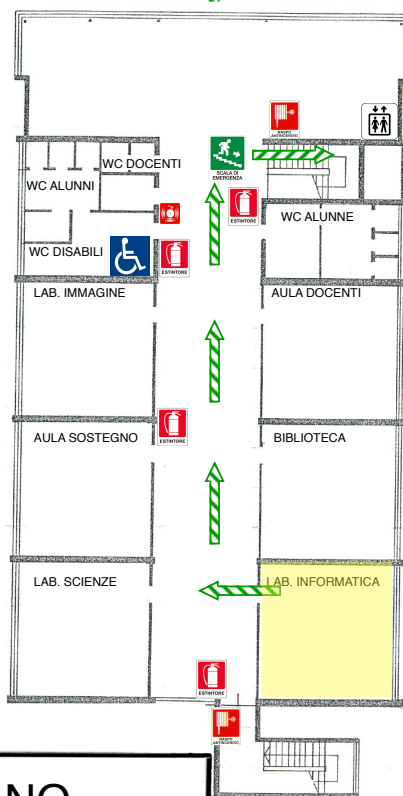 NASPO
ANTINCENDIO
WC DOCENTI
SCALA DI
EMERGENZA
WC ALUNNI
ESTINTORE
WC ALUNNE
WC DISABILI
ESTINTORE
LAB. IMMAGINE
AULA DOCENTI
AULA SOSTEGNO
ESTINTORE
BIBLIOTECA
LAB. SCIENZE
LAB. INFORMATICA
ESTINTORE
NASPO
ANTINCENDIO